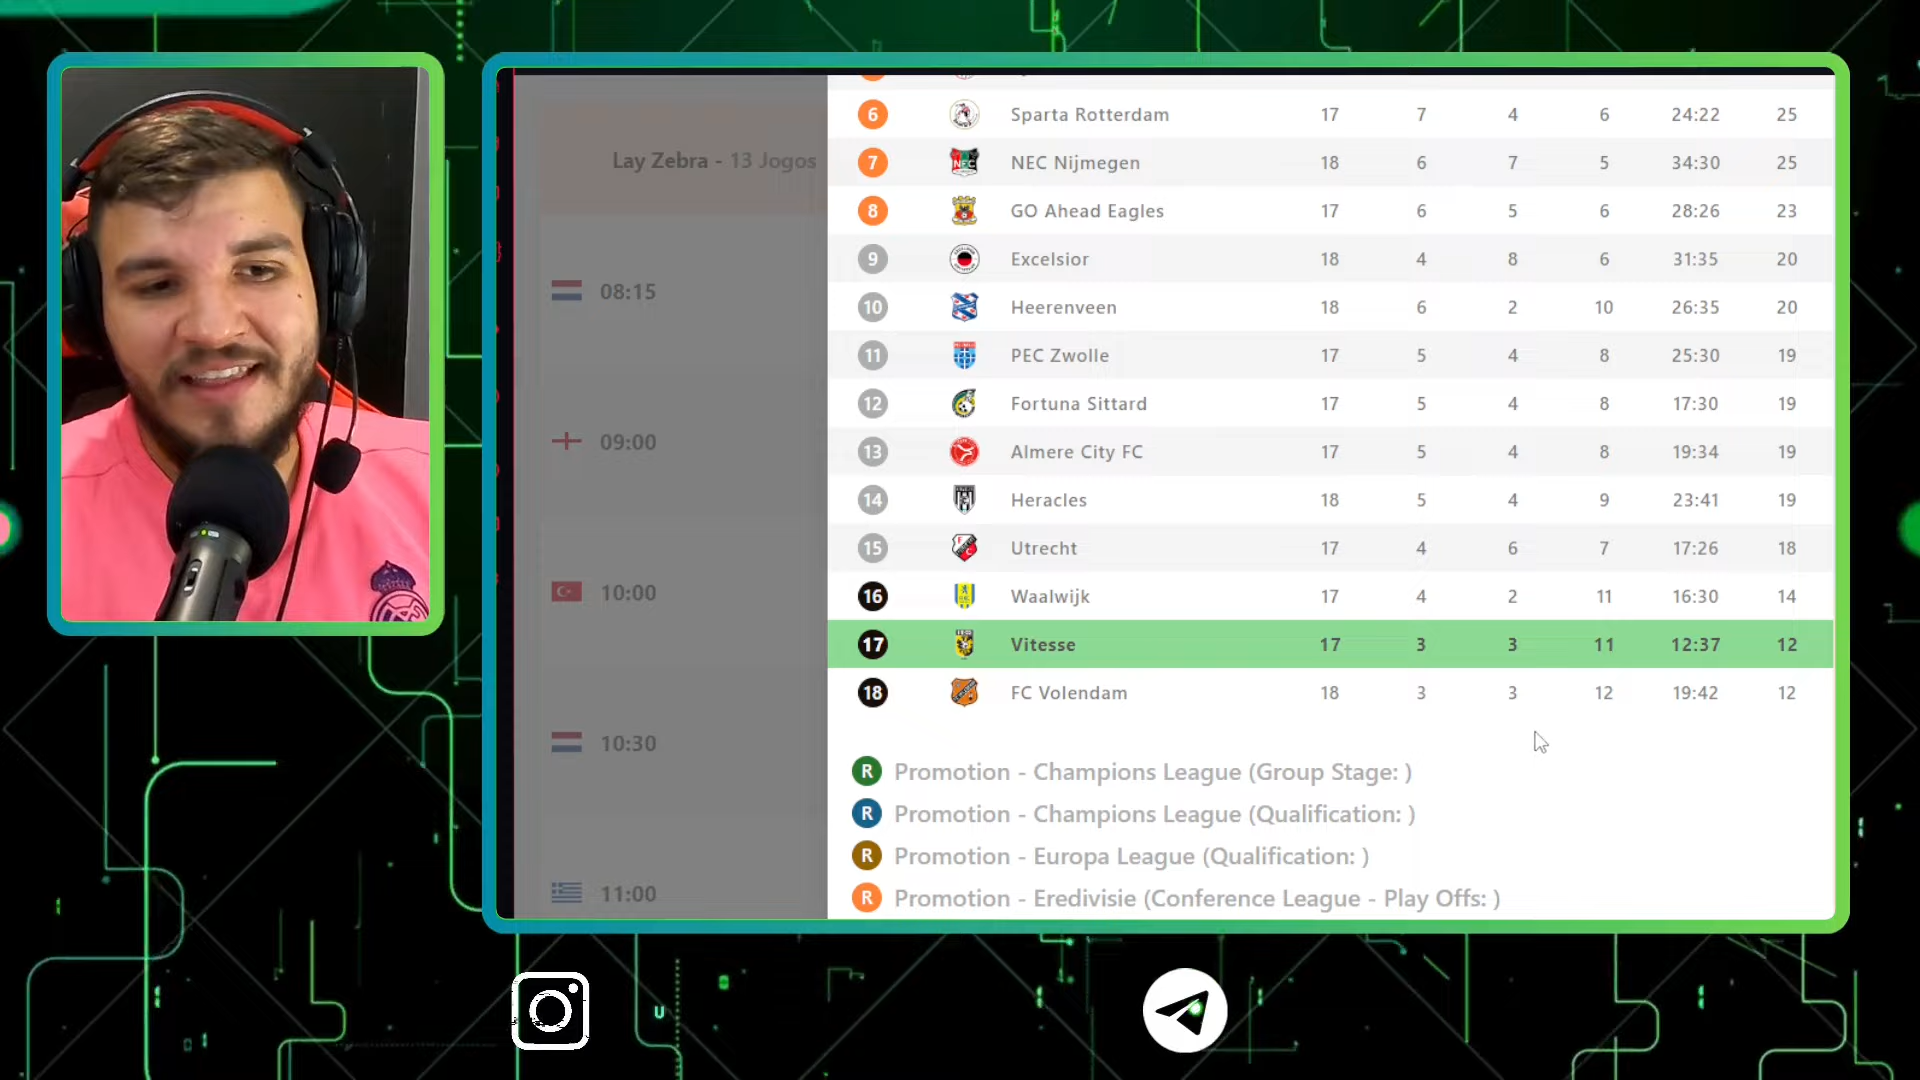 Lay Zebra - 13 Jogos
08:15
09:00
10:00
10:30
11:00
6 Sparta Rotterdam 17 7 4 6 24:22 25
7 NEC Nijmegen 18 6 7 5 34:30 25
8 GO Ahead Eagles 17 6 5 6 28:26 23
9 Excelsior 18 4 8 6 31:35 20
10 Heerenveen 18 6 2 10 26:35 20
11 PEC Zwolle 17 5 4 8 25:30 19
12 Fortuna Sittard 17 5 4 8 17:30 19
13 Almere City FC 17 5 4 8 19:34 19
14 Heracles 18 5 4 9 23:41 19
15 Utrecht 17 4 6 7 17:26 18
16 Waalwijk 17 4 2 11 16:30 14
17 Vitesse 17 3 3 11 12:37 12
18 FC Volendam 18 3 3 12 19:42 12
R Promotion - Champions League (Group Stage: )
R Promotion - Champions League (Qualification: )
R Promotion - Europa League (Qualification: )
R Promotion - Eredivisie (Conference League - Play Offs: )